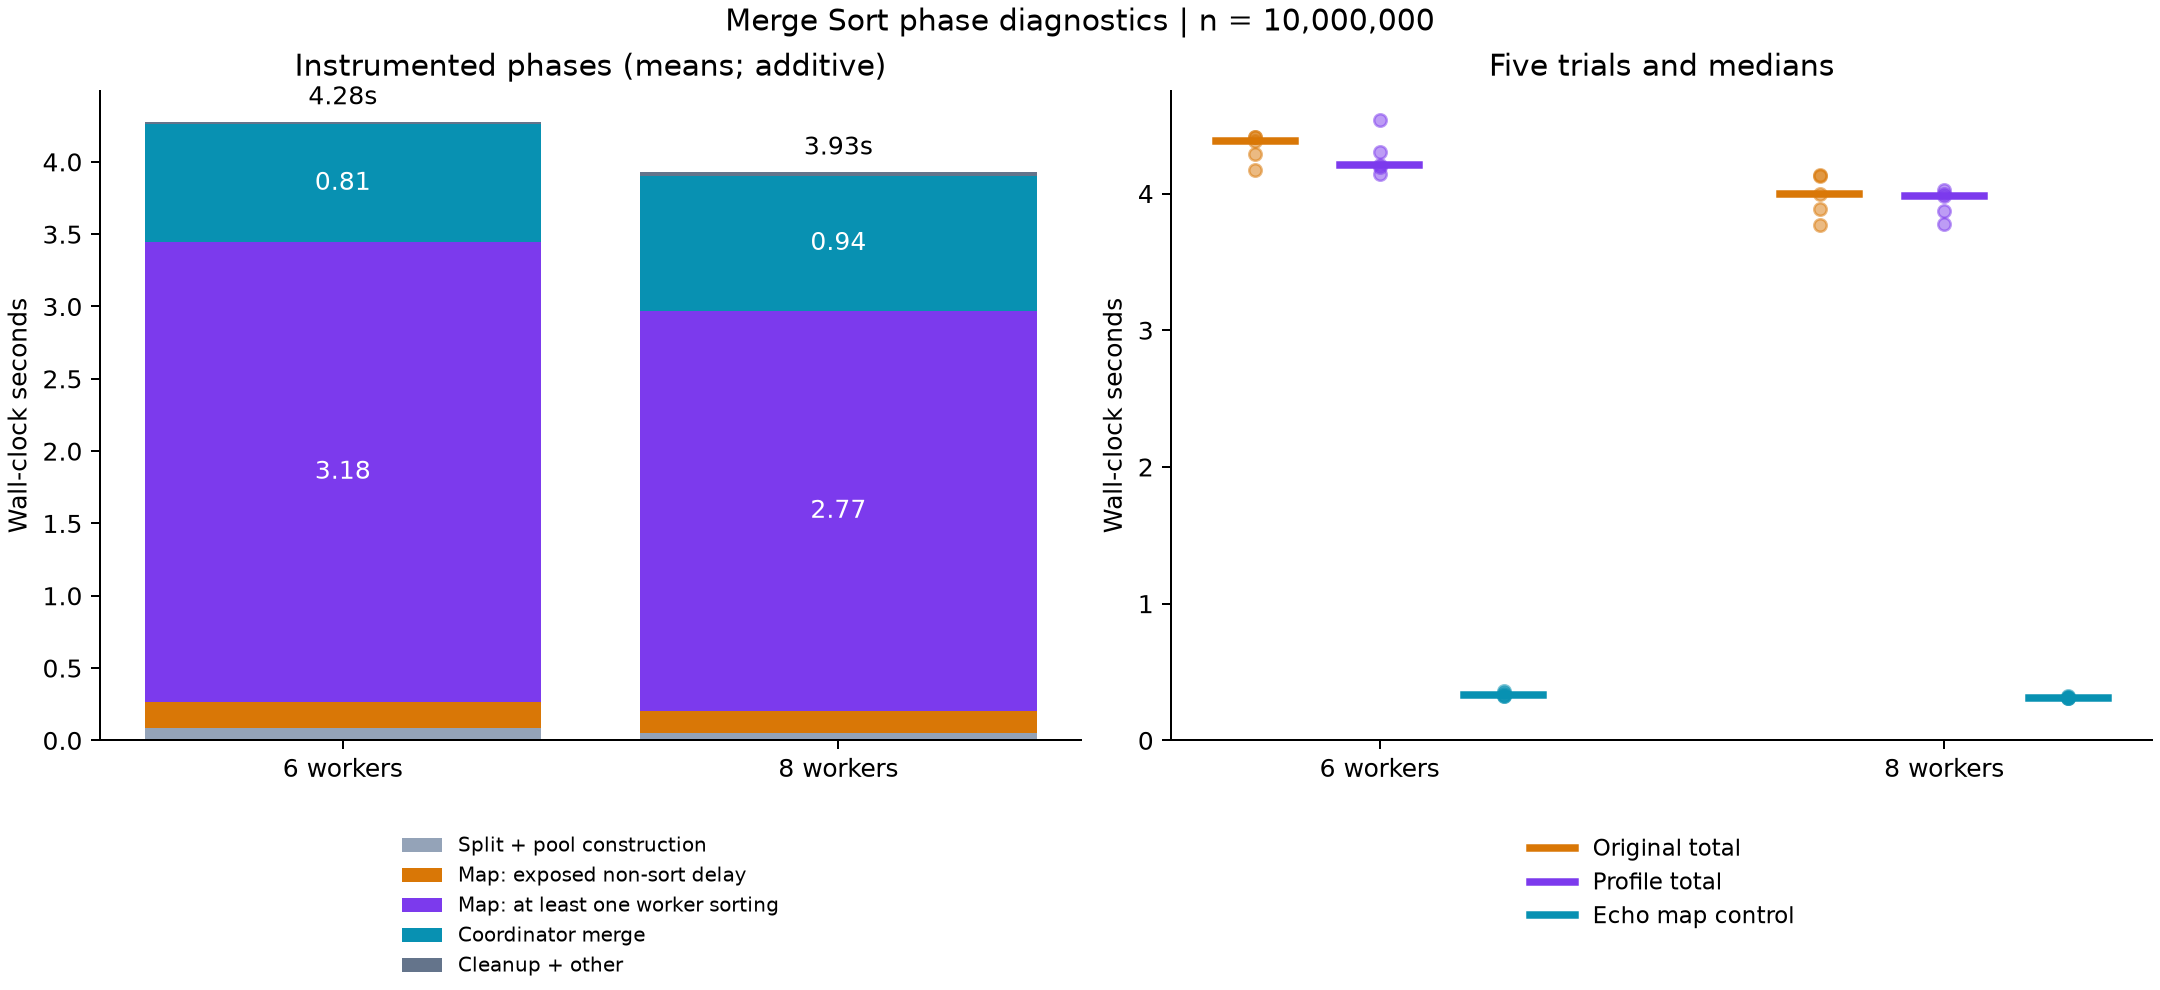 Merge Sort phase diagnostics | n = 10,000,000
Instrumented phases (means; additive)
Wall-clock seconds
4.0
3.5
3.0
2.5
2.0
1.5
1.0
0.5
0.0
4.28s
0.81
3.18
3.93s
0.94
2.77
6 workers
8 workers
Split + pool construction
Map: exposed non-sort delay
Map: at least one worker sorting
Coordinator merge
Cleanup + other
Five trials and medians
Wall-clock seconds
4
3
2
1
0
6 workers
8 workers
Original total
Profile total
Echo map control